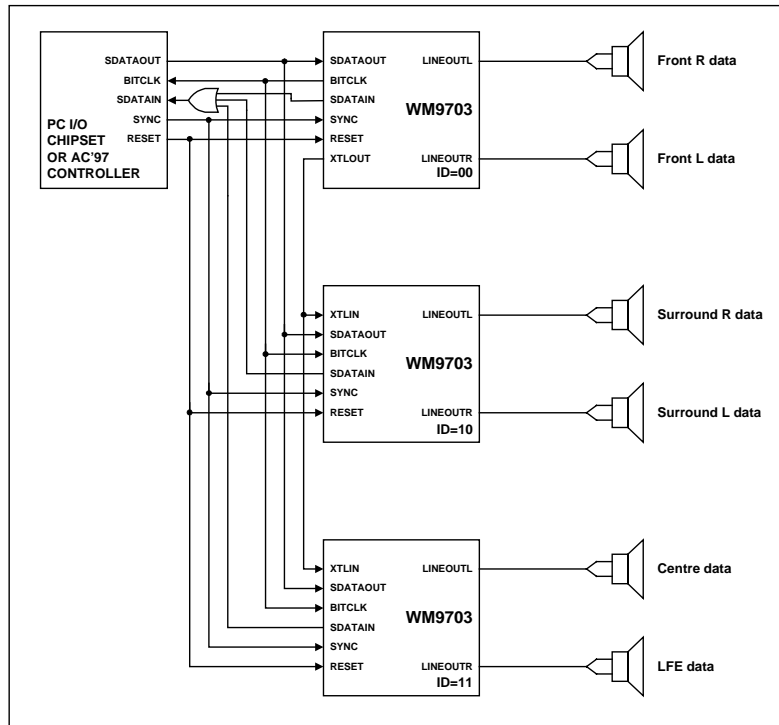 SDATAOUT
BITCLK
SDATAIN
SYNC
RESET
PC I/O
CHIPSET
OR AC'97
CONTROLLER
SDATAOUT
BITCLK
SDATAIN
SYNC
RESET
XTLOUT
LINEOUTL
WM9703
LINEOUTR
ID=00
Front R data
Front L data
XTLIN
SDATAOUT
BITCLK
SDATAIN
SYNC
RESET
LINEOUTL
WM9703
LINEOUTR
ID=10
Surround R data
Surround L data
XTLIN
SDATAOUT
BITCLK
SDATAIN
SYNC
RESET
LINEOUTL
WM9703
LINEOUTR
ID=11
Centre data
LFE data